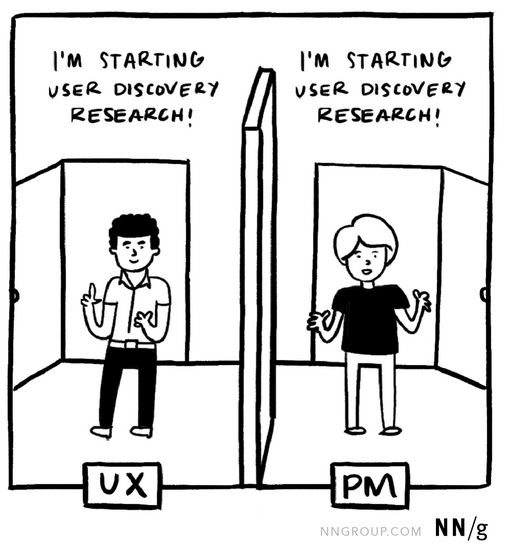 I'M STARTING
USER DISCOVERY
RESEARCH!
I'M STARTING
USER DISCOVERY
RESEARCH!
UX
PM
NNGROUP.COM NN/g